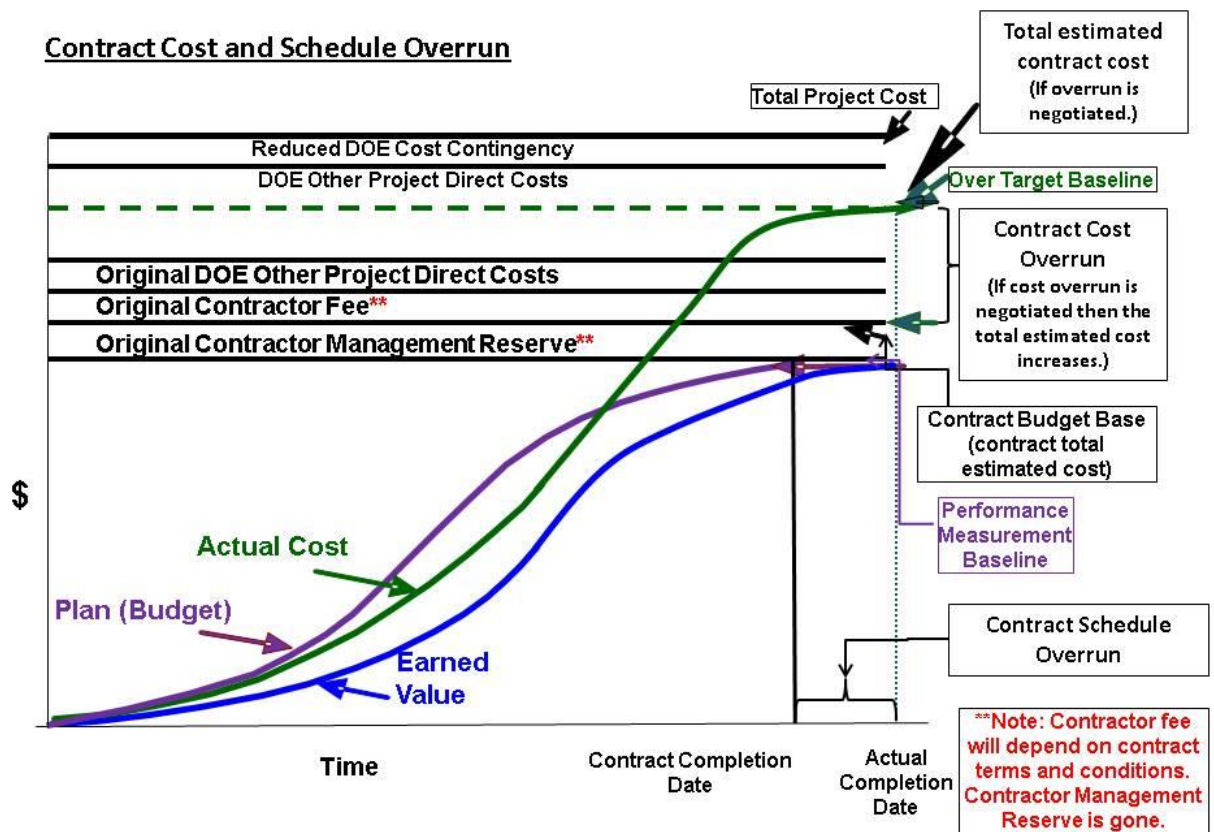 Contract Cost and Schedule Overrun
Total estimated
contract cost
(If overrun is
negotiated.)
Total Project Cost
Reduced DOE Cost Contingency
DOE Other Project Direct Costs
Over Target Baseline
Contract Cost
Overrun
(If cost overrun is
negotiated then the
total estimated cost
increases.)
Original DOE Other Project Direct Costs
Original Contractor Fee**
Original Contractor Management Reserve**
Contract Budget Base
(contract total
estimated cost)
$
Performance
Measurement
Baseline
Actual Cost
Plan (Budget)
Earned
Value
Contract Schedule
Overrun
Time
Contract Completion
Date
Actual
Completion
Date
**Note: Contractor fee
will depend on contract
terms and conditions.
Contractor Management
Reserve is gone.